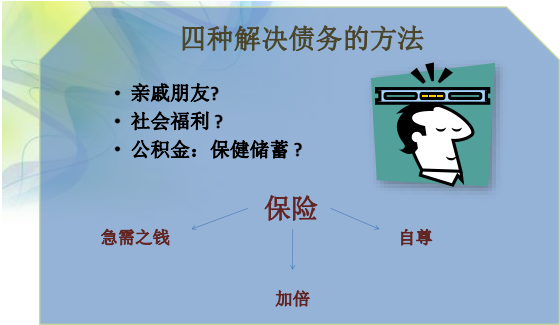 四种解决债务的方法
• 亲戚朋友?
• 社会福利 ?
• 公积金：保健储蓄 ?
保险
急需之钱
自尊
加倍